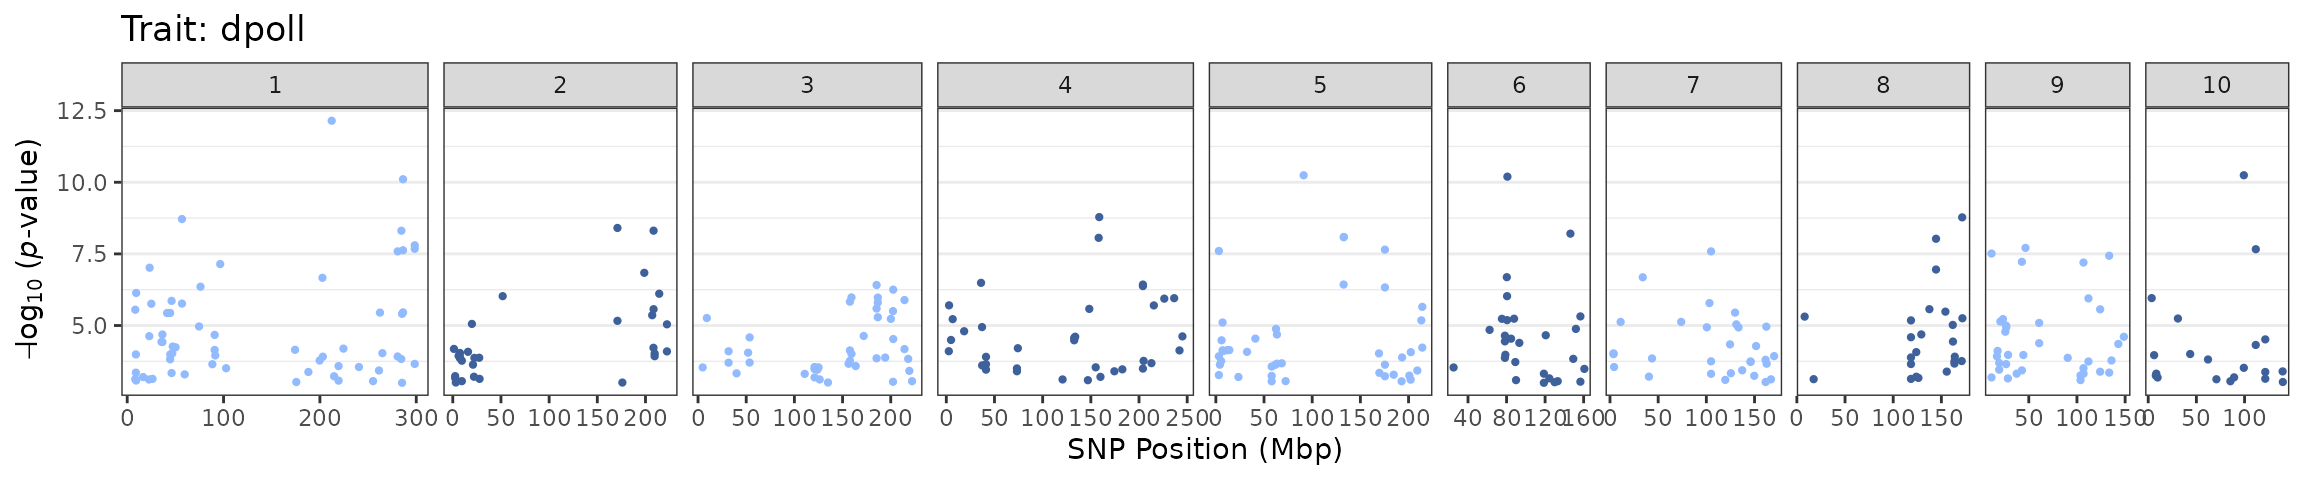 Trait: dpoll
1 2 3 4 5 6 7 8 9 10
−log10 (p-value)
12.5
10.0
7.5
5.0
0 100 200 300 0 50 100 150 200 0 50 100 150 200 0 50 100 150 200 250 0 50 100 150 200 40 80 120 160 0 50 100 150 0 50 100 150 50 100 150 0 50 100
SNP Position (Mbp)